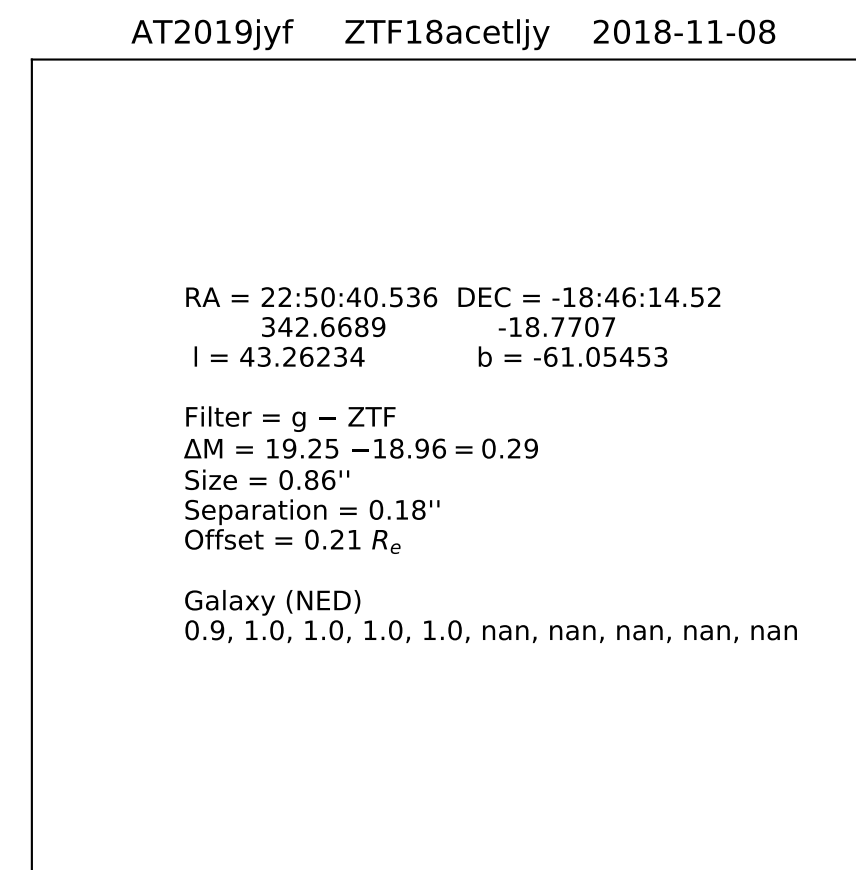 AT2019jyf ZTF18acetljy 2018-11-08
RA = 22:50:40.536 DEC = -18:46:14.52
342.6689 -18.7707
l = 43.26234 b = -61.05453
Filter = g − ZTF
ΔM = 19.25 −18.96 = 0.29
Size = 0.86''
Separation = 0.18''
Offset = 0.21 Re
Galaxy (NED)
0.9, 1.0, 1.0, 1.0, 1.0, nan, nan, nan, nan, nan